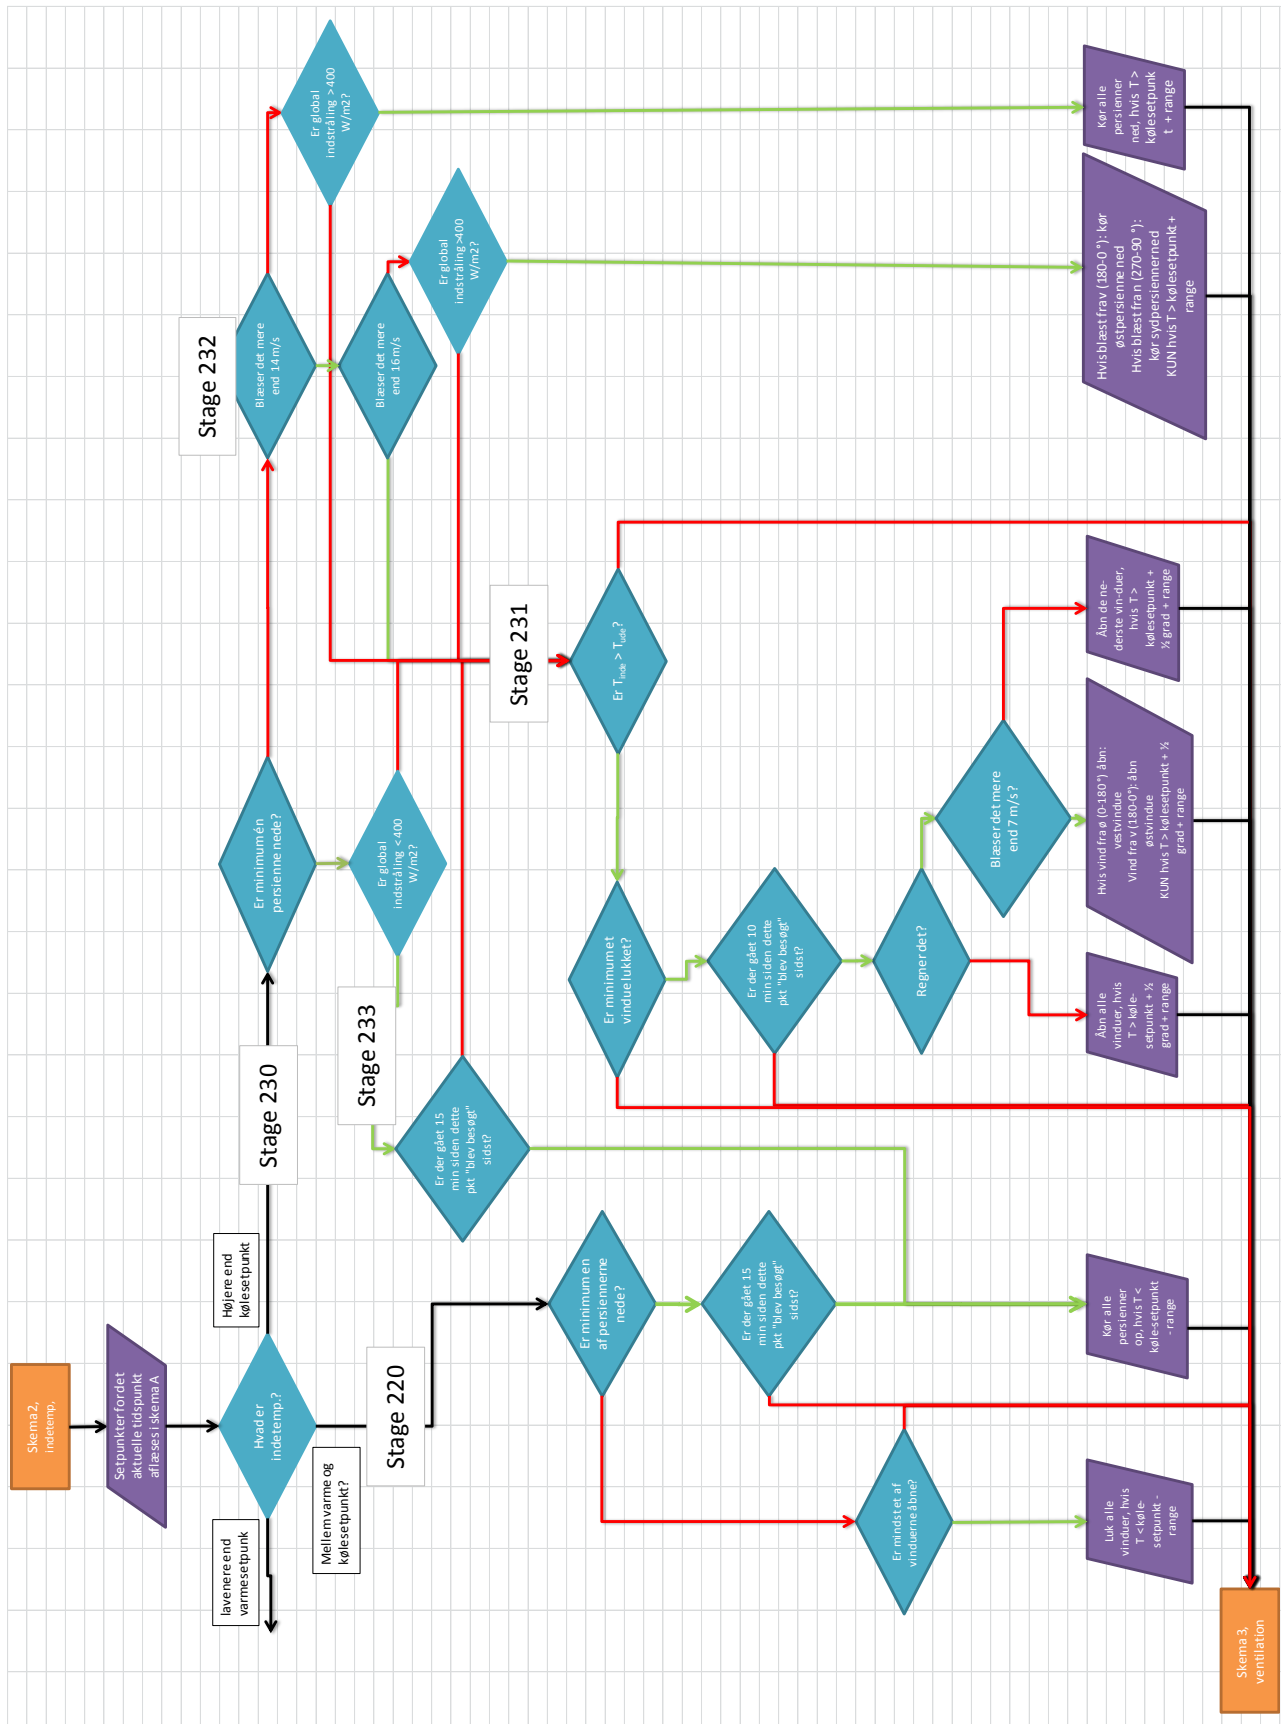 Skema 2,
indetemp,
Setpunkter for det
aktuelle tidspunkt
aflæses i skema A
Hvad er
indetemp.?
lavenere end
varmesetpunk
Mellem varme og
kølesetpunkt?
Højere end
kølesetpunkt
Stage 220
Stage 230
Er minimum én
persienne nede?
Stage 232
Blæser det mere
end 14 m/s
Er global
indstråling > 400
W/m2?
Blæser det mere
end 16 m/s
Er global
indstråling >400
W/m2?
Er global
indstråling <400
W/m2?
Stage 233
Er der gået 15
min siden dette
pkt "blev besøgt"
sidst?
Stage 231
Er Tinde > Tude?
Er minimum et
vindue lukket?
Er der gået 10
min siden dette
pkt "blev besøgt"
sidst?
Regner det?
Blæser det mere
end 7 m/s?
Er minimum en
af persiennerne
nede?
Er der gået 15
min siden dette
pkt "blev besøgt"
sidst?
Er mindst et af
vinduerne åbne?
Luk alle
vinduer, hvis
T < køle-
setpunkt -
range
Kør alle
persienner
op, hvis T <
køle-setpunkt
- range
Åbn alle
vinduer, hvis
T > køle-
setpunkt + ½
grad + range
Hvis vind fra ø (0-180°) åbn:
vestvindue
Vind fra v (180-0°): åbn
østvindue
KUN hvis T > kølesetpunkt + ½
grad + range
Åbn de ne-
derste vin-duer,
hvis T >
kølesetpunkt +
½ grad + range
Hvis blæst fra v (180-0°): kør
østpersienne ned
Hvis blæst fra n (270-90 °):
kør sydpersienner ned
KUN hvis T > kølesetpunkt +
range
Kør alle
persienner
ned, hvis T >
kølesetpunk
t + range
Skema 3,
ventilation